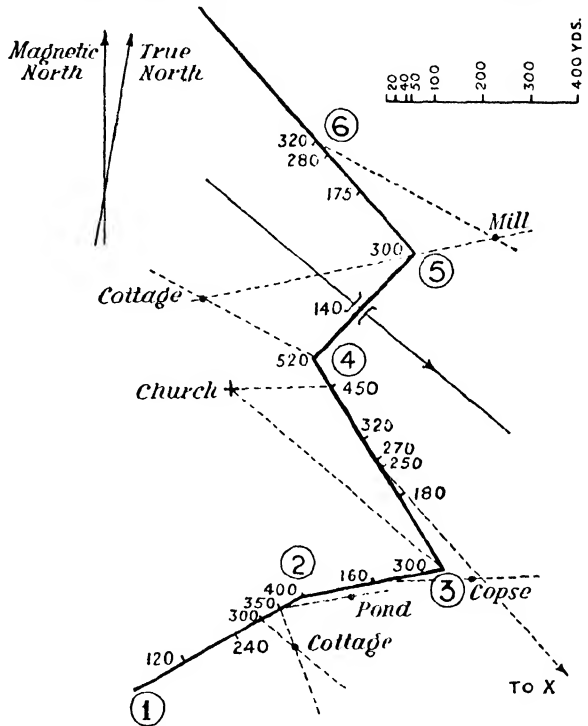 Magnetic
North
True
North
20
40
50
100
200
300
400 YDS.
6
320
280
175
Mill
300
5
Cottage
140
520
4
Church
450
320
270
250
180
2
300
160
3
Copse
400
350
300
Pond
Cottage
240
120
1
TO X